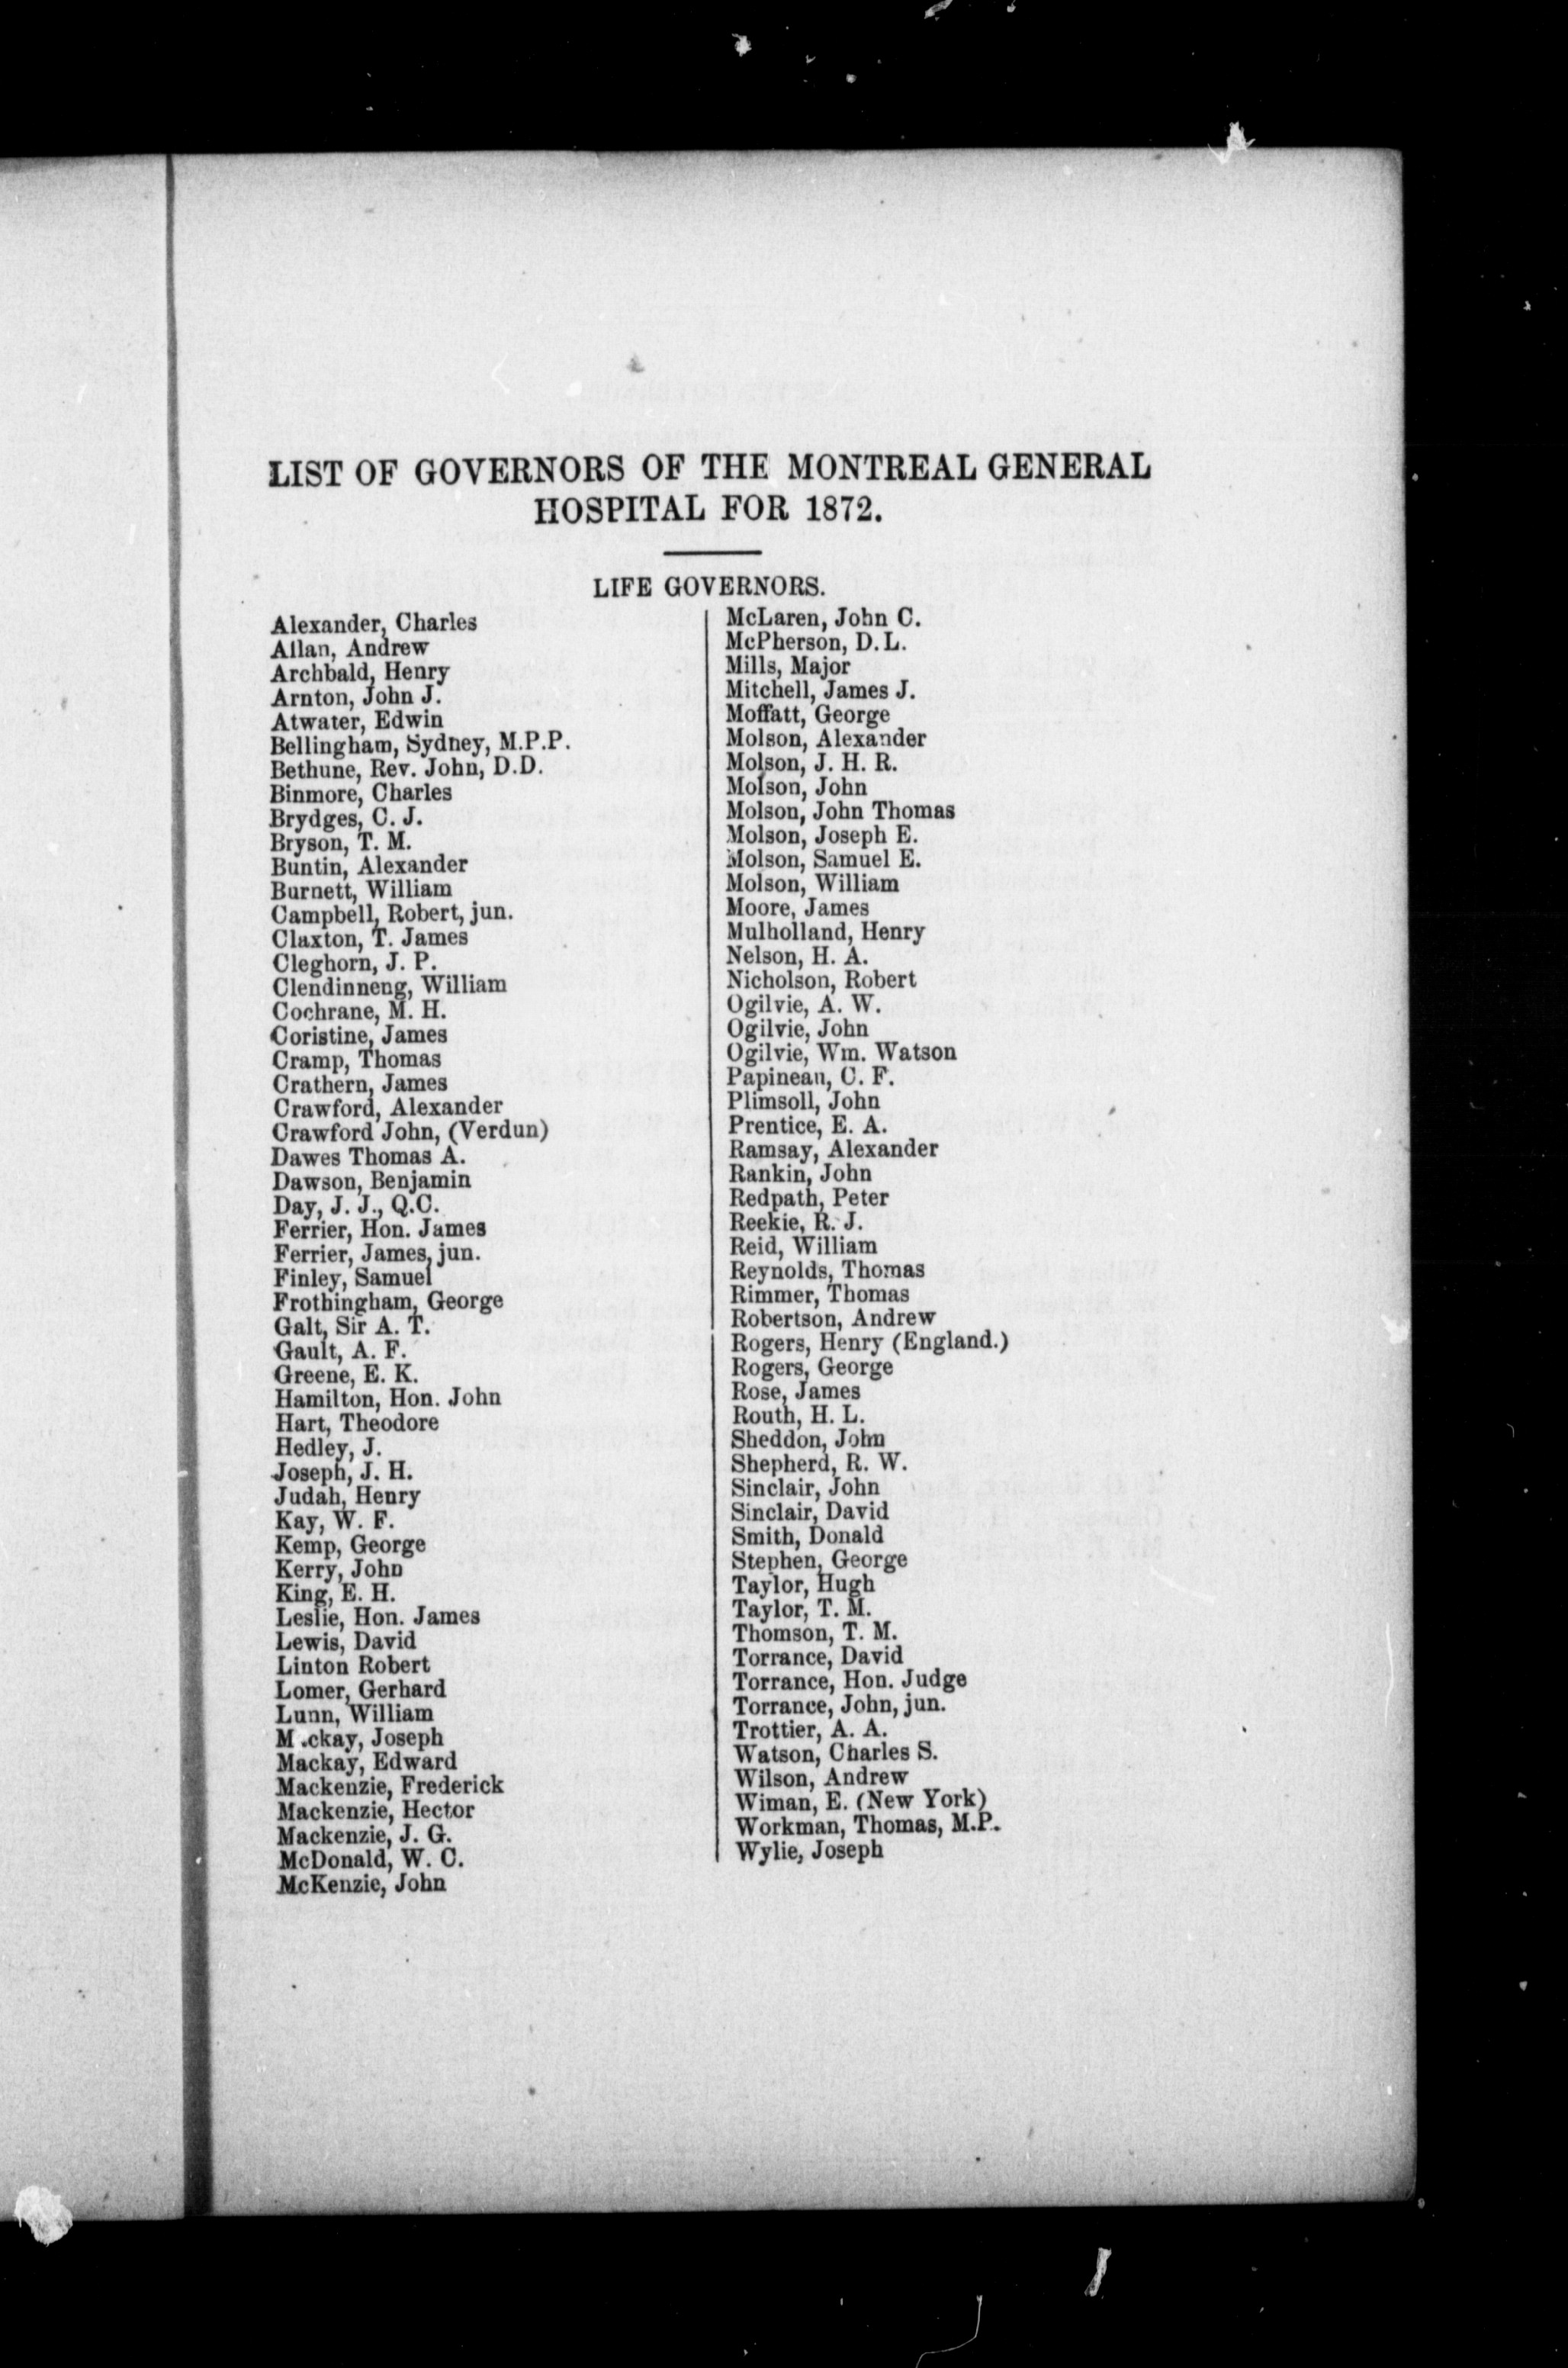 LIST OF GOVERNORS OF THE MONTREAL GENERAL
HOSPITAL FOR 1872.
LIFE GOVERNORS.
Alexander, Charles
Allan, Andrew
Archbald, Henry
Arnton, John J.
Atwater, Edwin
Bellingham, Sydney, M.P.P.
Bethune, Rev. John, D.D.
Binmore, Charles
Brydges, C. J.
Bryson, T. M.
Buntin, Alexander
Burnett, William
Campbell, Robert, jun.
Claxton, T. James
Cleghorn, J. P.
Clendinneng, William
Cochrane, M. H.
Coristine, James
Cramp, Thomas
Crathern, James
Crawford, Alexander
Crawford John, (Verdun)
Dawes Thomas A.
Dawson, Benjamin
Day, J. J., Q.C.
Ferrier, Hon. James
Ferrier, James, jun.
Finley, Samuel
Frothingham, George
Galt, Sir A. T.
Gault, A. F.
Greene, E. K.
Hamilton, Hon. John
Hart, Theodore
Hedley, J.
Joseph, J. H.
Judah, Henry
Kay, W. F.
Kemp, George
Kerry, John
King, E. H.
Leslie, Hon. James
Lewis, David
Linton Robert
Lomer, Gerhard
Lunn, William
M.ckay, Joseph
Mackay, Edward
Mackenzie, Frederick
Mackenzie, Hector
Mackenzie, J. G.
McDonald, W. C.
McKenzie, John
McLaren, John C.
McPherson, D. L.
Mills, Major
Mitchell, James J.
Moffatt, George
Molson, Alexander
Molson, J. H. R.
Molson, John
Molson, John Thomas
Molson, Joseph E.
Molson, Samuel E.
Molson, William
Moore, James
Mulholland, Henry
Nelson, H. A.
Nicholson, Robert
Ogilvie, A. W.
Ogilvie, John
Ogilvie, Wm. Watson
Papineau, C. F.
Plimsoll, John
Prentice, E. A.
Ramsay, Alexander
Rankin, John
Redpath, Peter
Reekie, R. J.
Reid, William
Reynolds, Thomas
Rimmer, Thomas
Robertson, Andrew
Rogers, Henry (England.)
Rogers, George
Rose, James
Routh, H. L.
Sheddon, John
Shepherd, R. W.
Sinclair, John
Sinclair, David
Smith, Donald
Stephen, George
Taylor, Hugh
Taylor, T. M.
Thomson, T. M.
Torrance, David
Torrance, Hon. Judge
Torrance, John, jun.
Trottier, A. A.
Watson, Charles S.
Wilson, Andrew
Wiman, E. (New York)
Workman, Thomas, M.P.
Wylie, Joseph